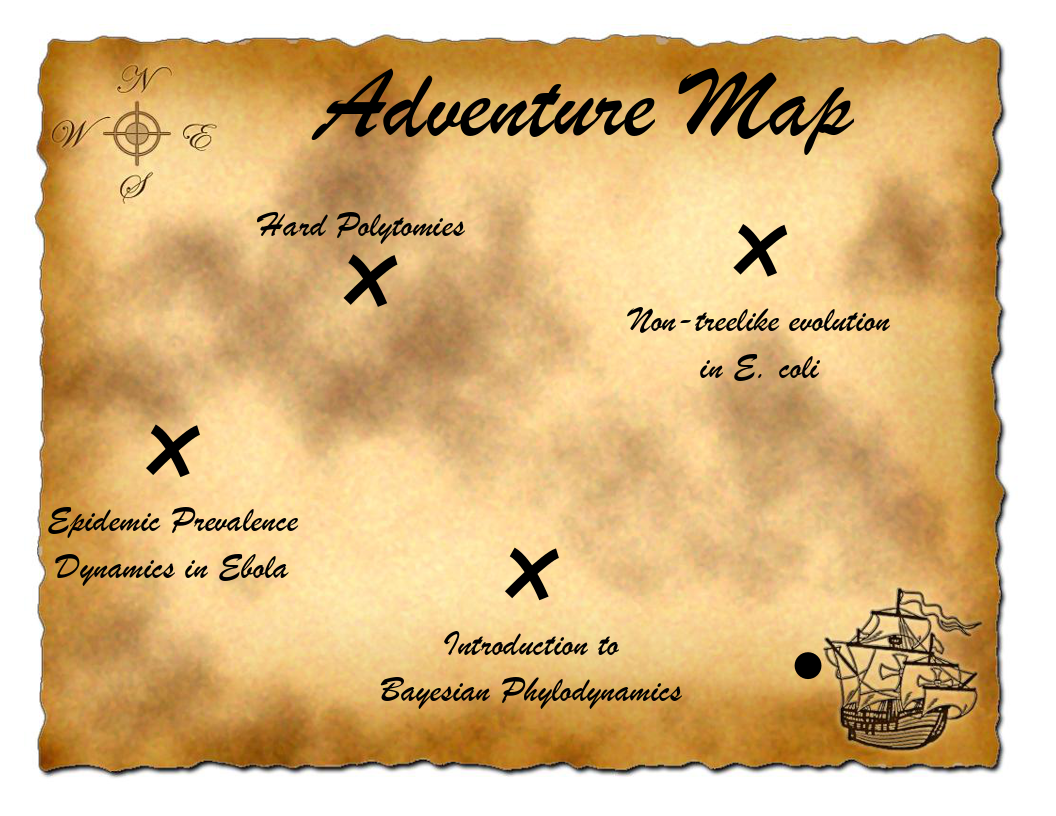 Adventure Map
N
W
E
S
Hard Polytomies
Non-treelike evolution
in E. coli
Epidemic Prevalence
Dynamics in Ebola
Introduction to
Bayesian Phylodynamics